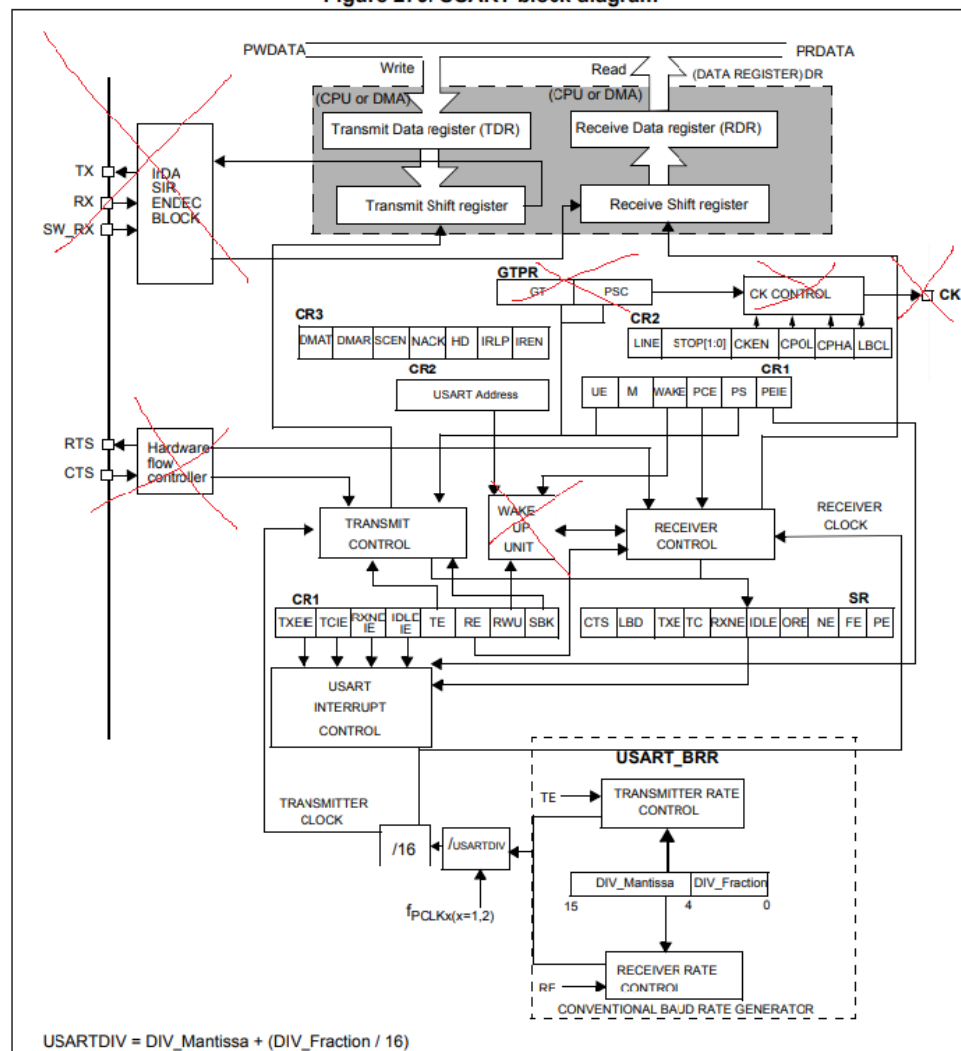 PWDATA PRDATA
Write Read (DATA REGISTER)DR
(CPU or DMA) (CPU or DMA)
Transmit Data register (TDR) Receive Data register (RDR)
TX
RX
SW_RX
IrDA
SIR
ENDEC
BLOCK
Transmit Shift register Receive Shift register
GTPR
GT PSC CK CONTROL CK
CR3 CR2
DMAT DMAR SCEN NACK HD IRLP IREN LINE STOP[1:0] CKEN CPOL CPHA LBCL
CR2 CR1
USART Address UE M WAKE PCE PS PEIE
RTS
CTS
Hardware
flow
controller
TRANSMIT
CONTROL
WAKE
UP
UNIT
RECEIVER
CONTROL
RECEIVER
CLOCK
CR1 SR
TXEIE TCIE RXNE
IE IDLE
IE TE RE RWU SBK CTS LBD TXE TC RXNE IDLE ORE NE FE PE
USART
INTERRUPT
CONTROL
USART_BRR
TE TRANSMITTER RATE
CONTROL
TRANSMITTER
CLOCK
/16 /USARTDIV
DIV_Mantissa DIV_Fraction
15 4 0
fPCLKx(x=1,2)
RE RECEIVER RATE
CONTROL
CONVENTIONAL BAUD RATE GENERATOR
USARTDIV = DIV_Mantissa + (DIV_Fraction / 16)